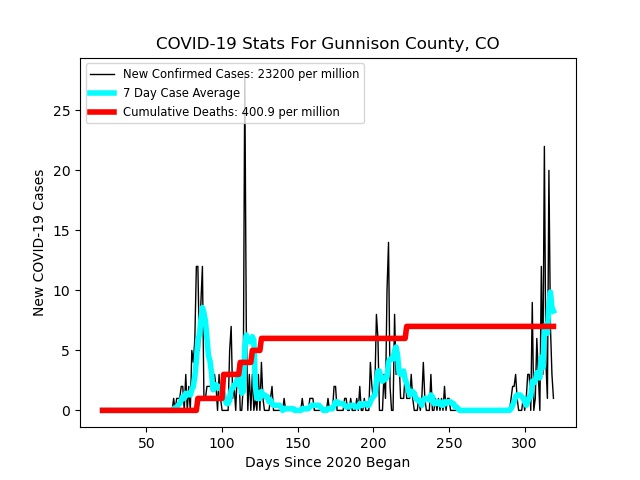 COVID-19 Stats For Gunnison County, CO
New Confirmed Cases: 23200 per million
7 Day Case Average
Cumulative Deaths: 400.9 per million
New COVID-19 Cases
25
20
15
10
5
0
50 100 150 200 250 300
Days Since 2020 Began